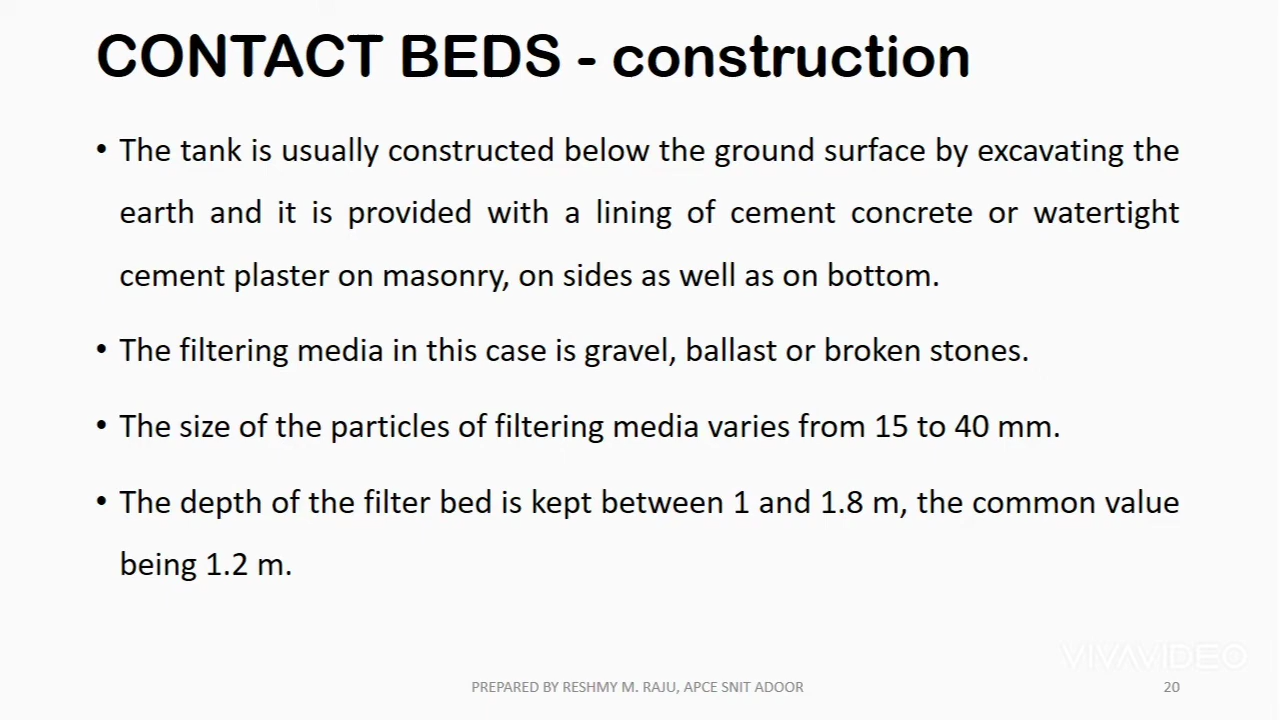 CONTACT BEDS - construction
• The tank is usually constructed below the ground surface by excavating the
earth and it is provided with a lining of cement concrete or watertight
cement plaster on masonry, on sides as well as on bottom.
• The filtering media in this case is gravel, ballast or broken stones.
• The size of the particles of filtering media varies from 15 to 40 mm.
• The depth of the filter bed is kept between 1 and 1.8 m, the common value
being 1.2 m.
VIVAVIDEO
PREPARED BY RESHMY M. RAJU, APCE SNIT ADOOR
20